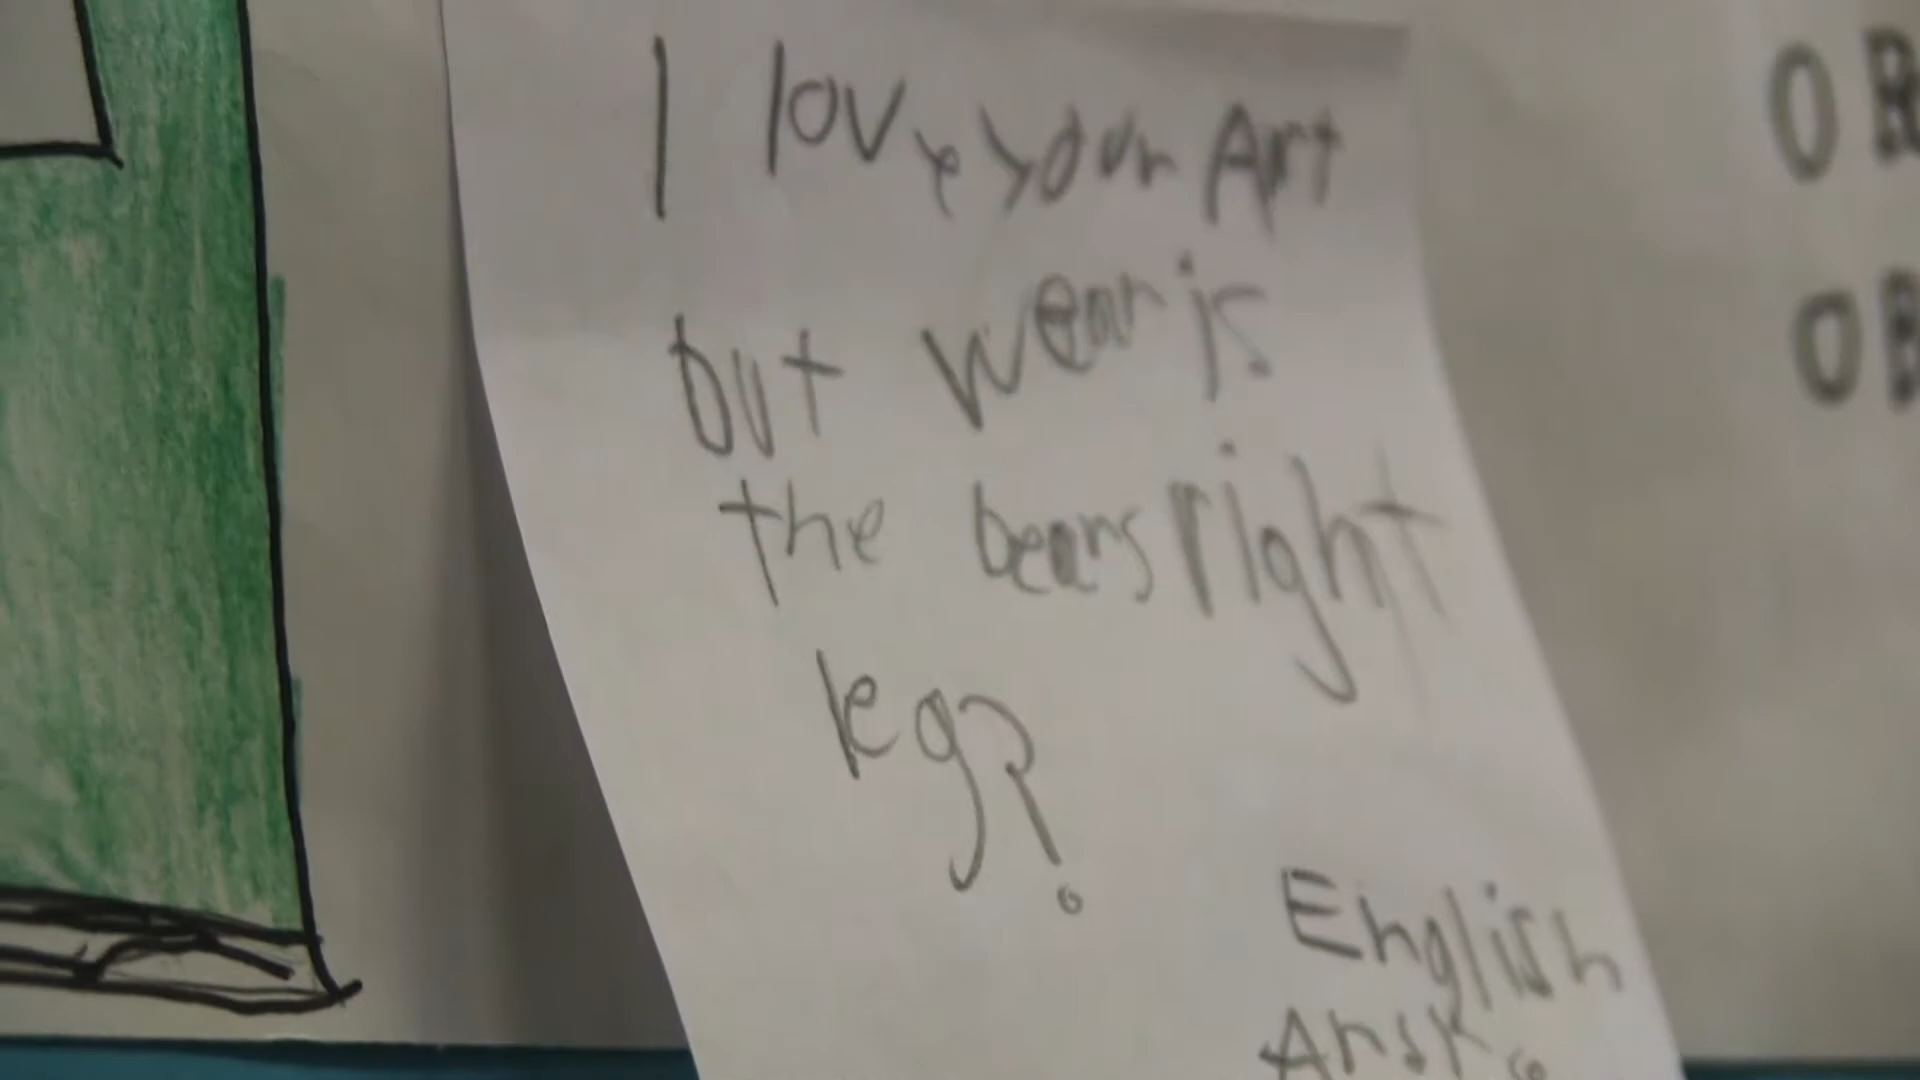 I love your Art
but wear is
the bears right
leg?
English